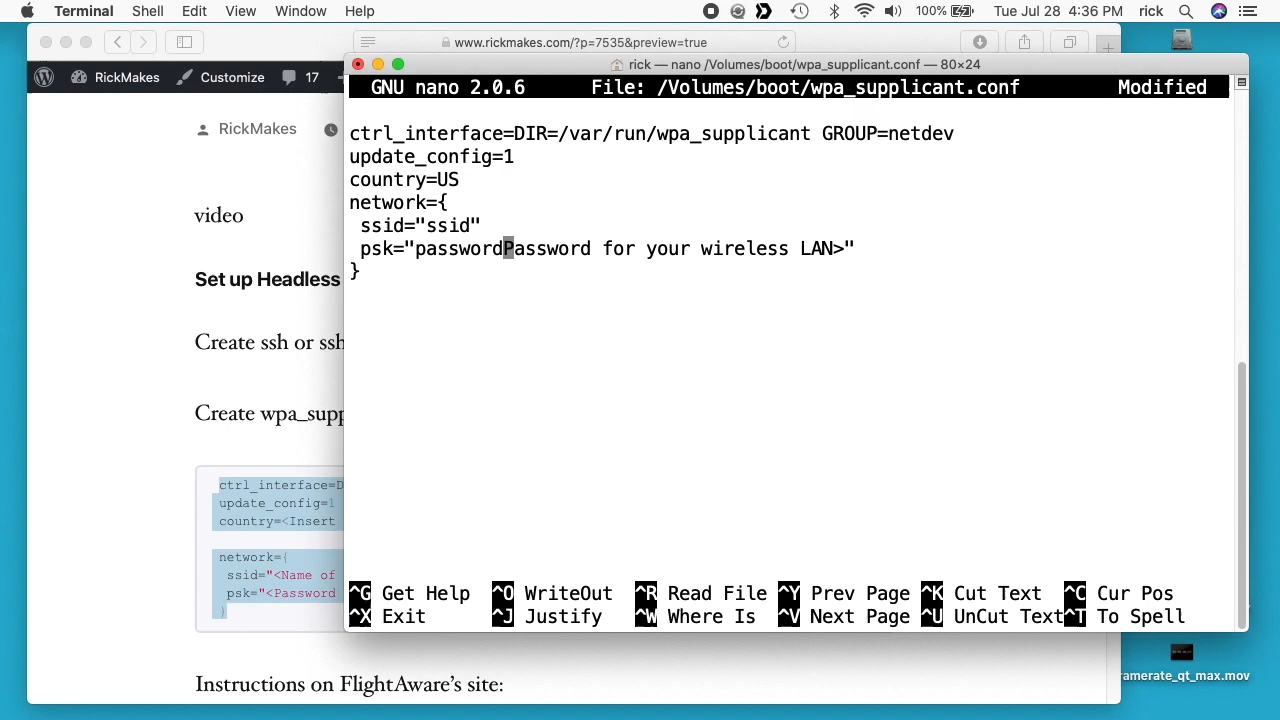 Terminal Shell Edit View Window Help 100% Tue Jul 28 4:36 PM rick
www.rickmakes.com/?p=7535&preview=true
rick — nano /Volumes/boot/wpa_supplicant.conf — 80×24
RickMakes Customize 17
GNU nano 2.0.6 File: /Volumes/boot/wpa_supplicant.conf Modified
RickMakes
ctrl_interface=DIR=/var/run/wpa_supplicant GROUP=netdev
update_config=1
country=US
network={
ssid="ssid"
psk="passwordPassword for your wireless LAN>"
}
video
Set up Headless
Create ssh or ssh
Create wpa_supp
ctrl_interface=D
update_config=1
country=<Insert
network={
ssid="<Name of
psk="<Password
}
^G Get Help ^O WriteOut ^R Read File ^Y Prev Page ^K Cut Text ^C Cur Pos
^X Exit ^J Justify ^W Where Is ^V Next Page ^U UnCut Text ^T To Spell
Instructions on FlightAware's site:
ramerate_qt_max.mov